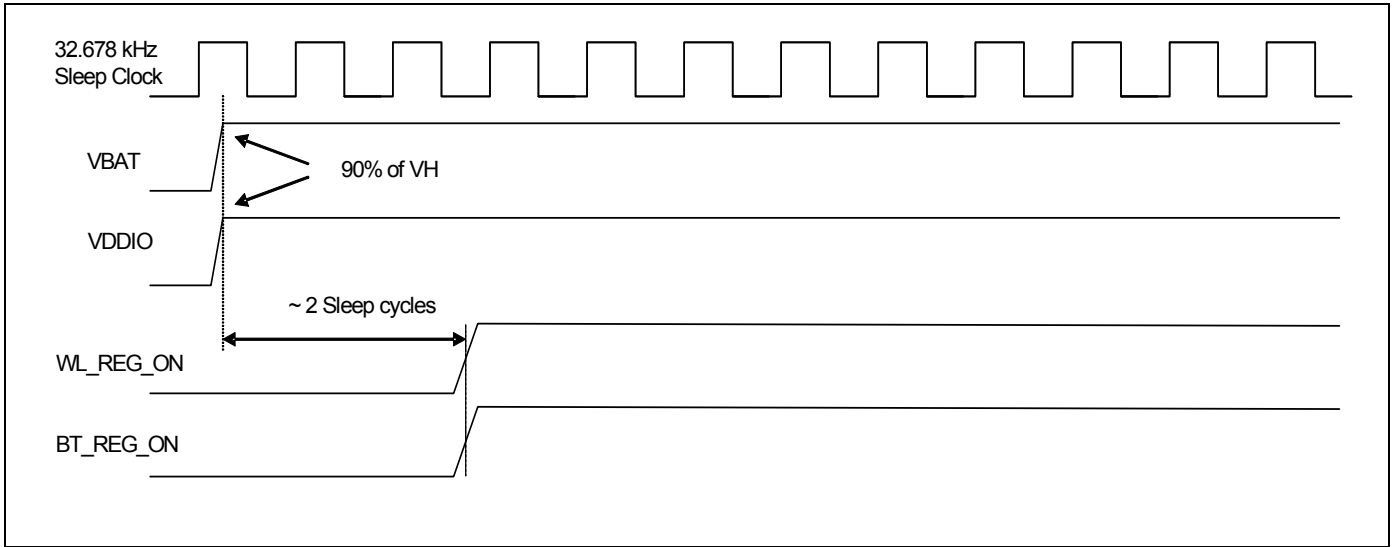 32.678 kHz
Sleep Clock
VBAT
90% of VH
VDDIO
~ 2 Sleep cycles
WL_REG_ON
BT_REG_ON